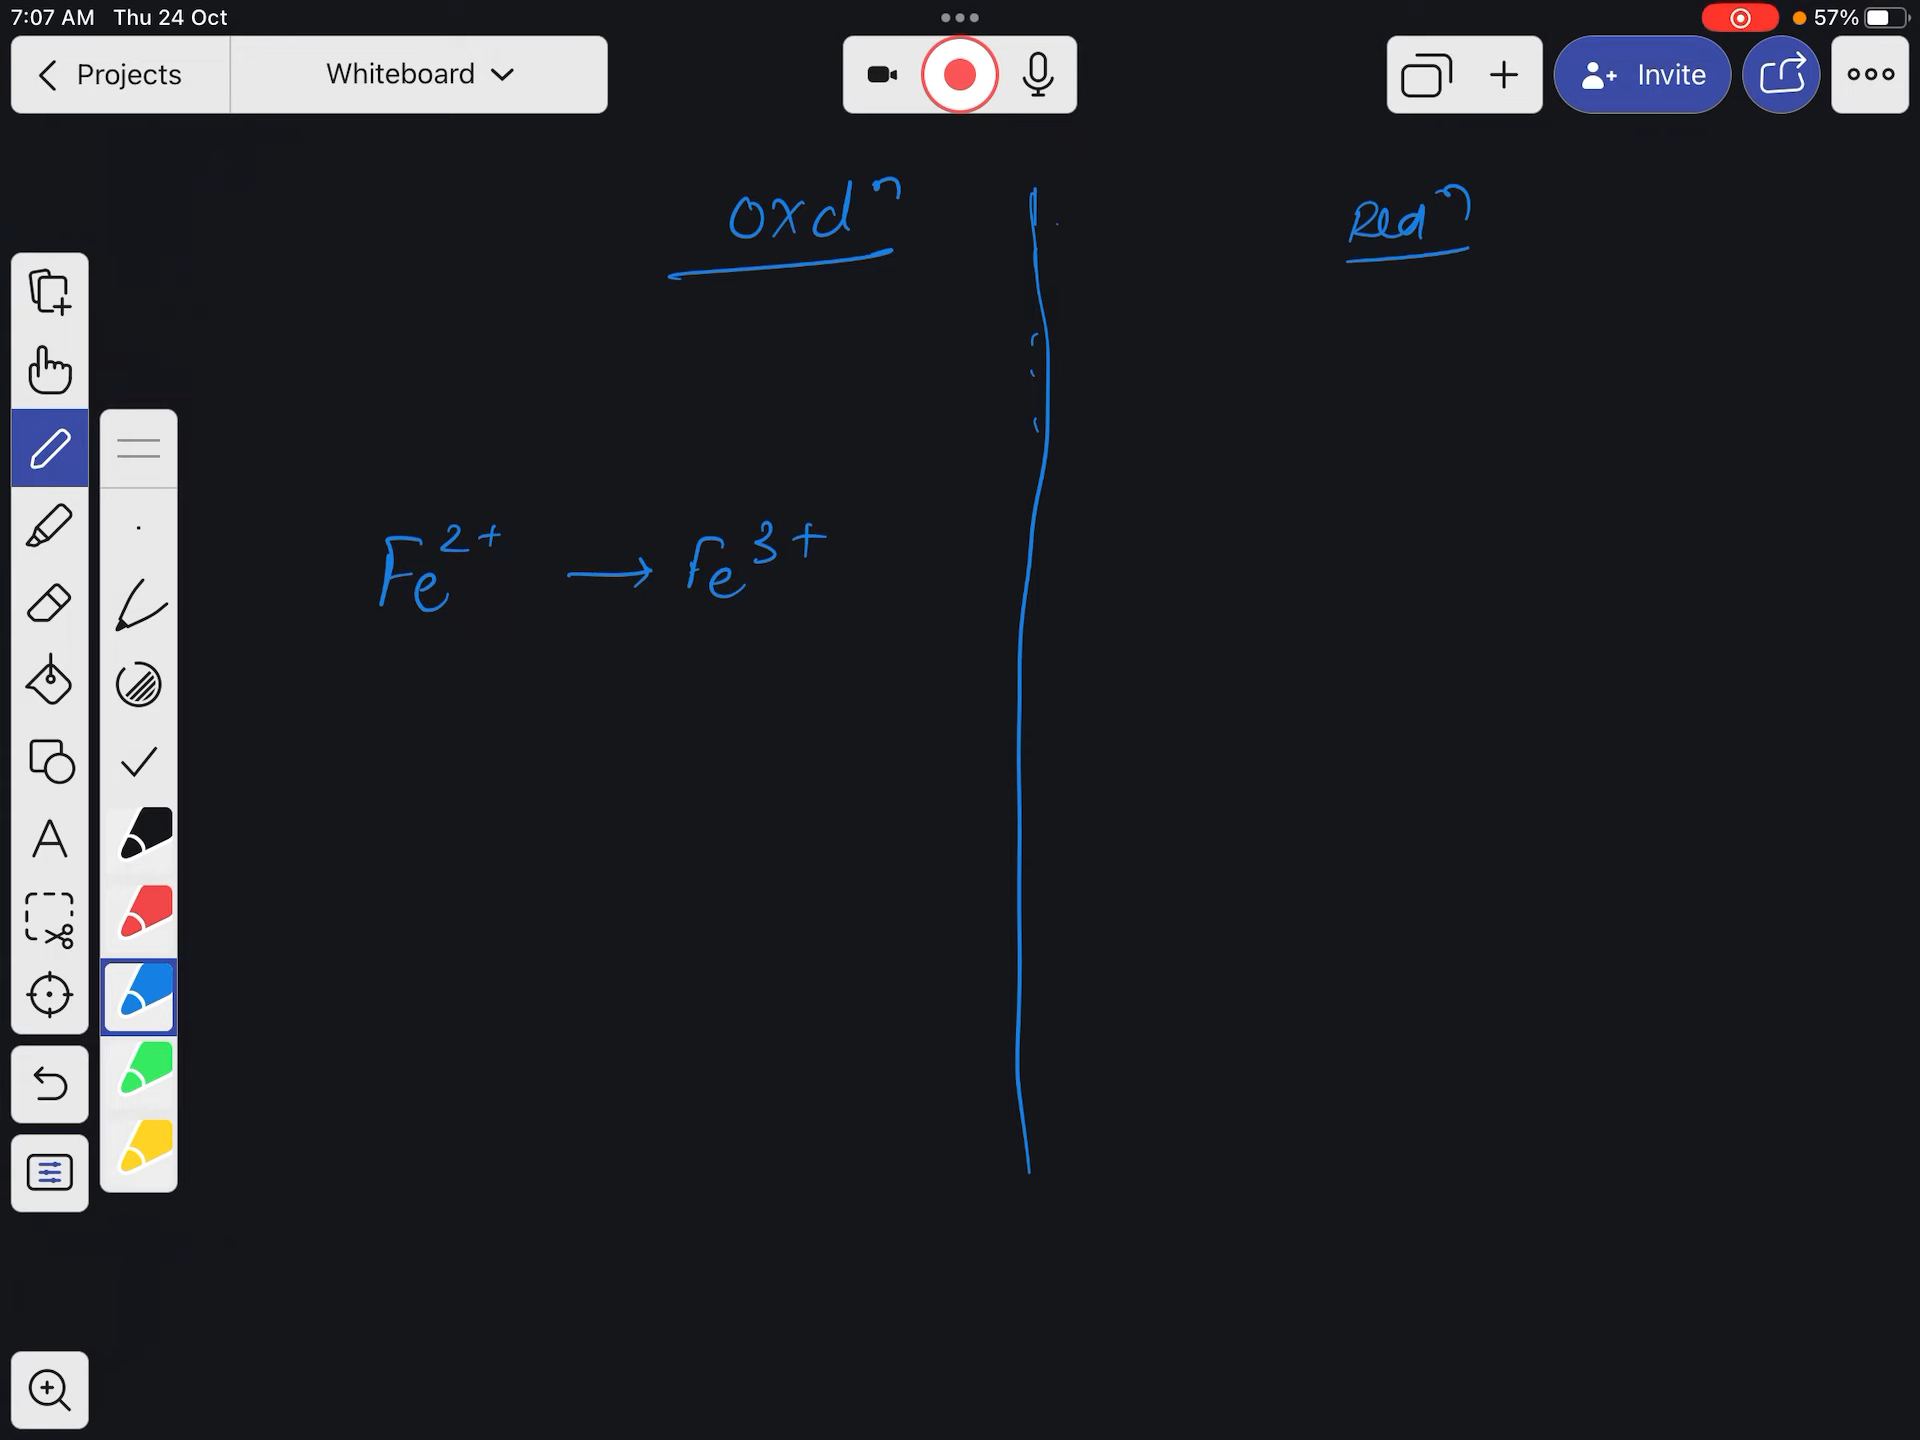 7:07 AM Thu 24 Oct
57%
Projects
Whiteboard
Invite
Oxdⁿ
Redⁿ
Fe²⁺ → Fe³⁺